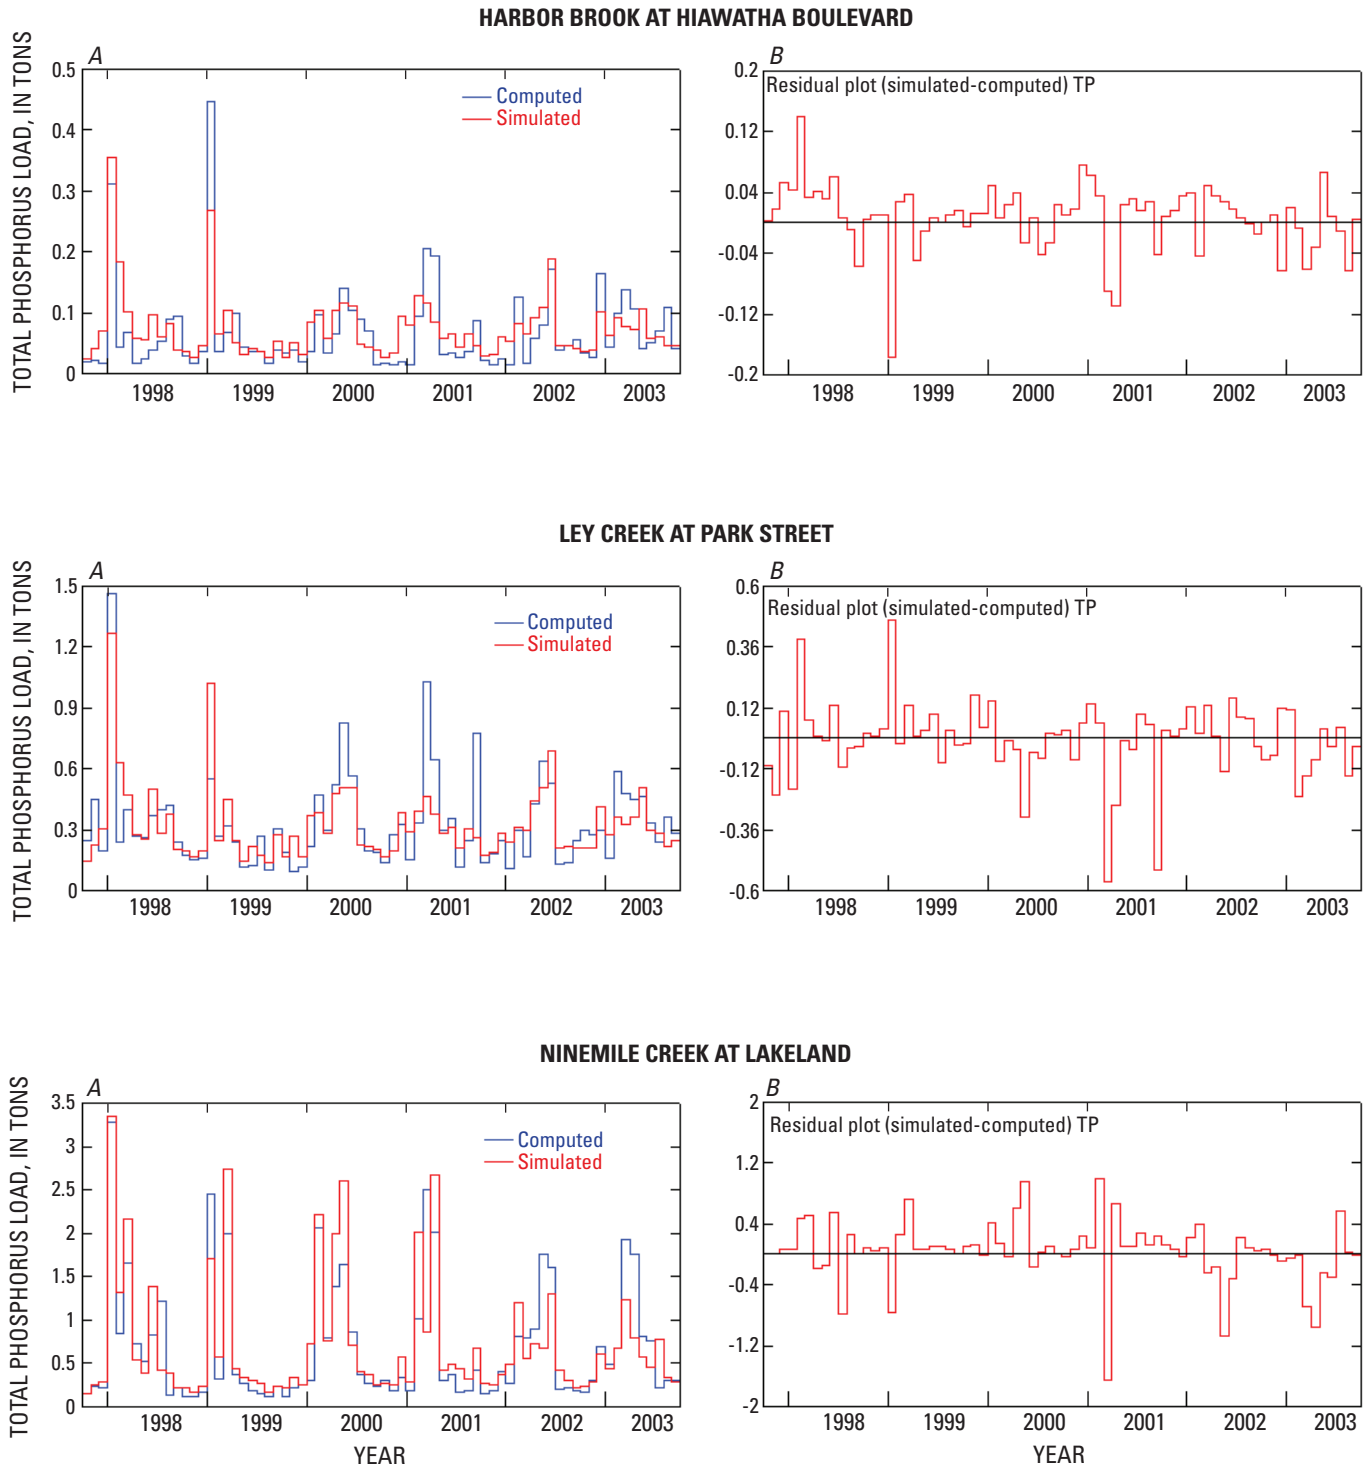 HARBOR BROOK AT HIAWATHA BOULEVARD
A
TOTAL PHOSPHORUS LOAD, IN TONS
0.5
0.4
0.3
0.2
0.1
0
Computed
Simulated
1998 1999 2000 2001 2002 2003
B
Residual plot (simulated-computed) TP
0.2
0.12
0.04
-0.04
-0.12
-0.2
1998 1999 2000 2001 2002 2003
LEY CREEK AT PARK STREET
A
TOTAL PHOSPHORUS LOAD, IN TONS
1.5
1.2
0.9
0.6
0.3
0
Computed
Simulated
1998 1999 2000 2001 2002 2003
B
Residual plot (simulated-computed) TP
0.6
0.36
0.12
-0.12
-0.36
-0.6
1998 1999 2000 2001 2002 2003
NINEMILE CREEK AT LAKELAND
A
TOTAL PHOSPHORUS LOAD, IN TONS
3.5
3
2.5
2
1.5
1
0.5
0
Computed
Simulated
1998 1999 2000 2001 2002 2003
YEAR
B
Residual plot (simulated-computed) TP
2
1.2
0.4
-0.4
-1.2
-2
1998 1999 2000 2001 2002 2003
YEAR